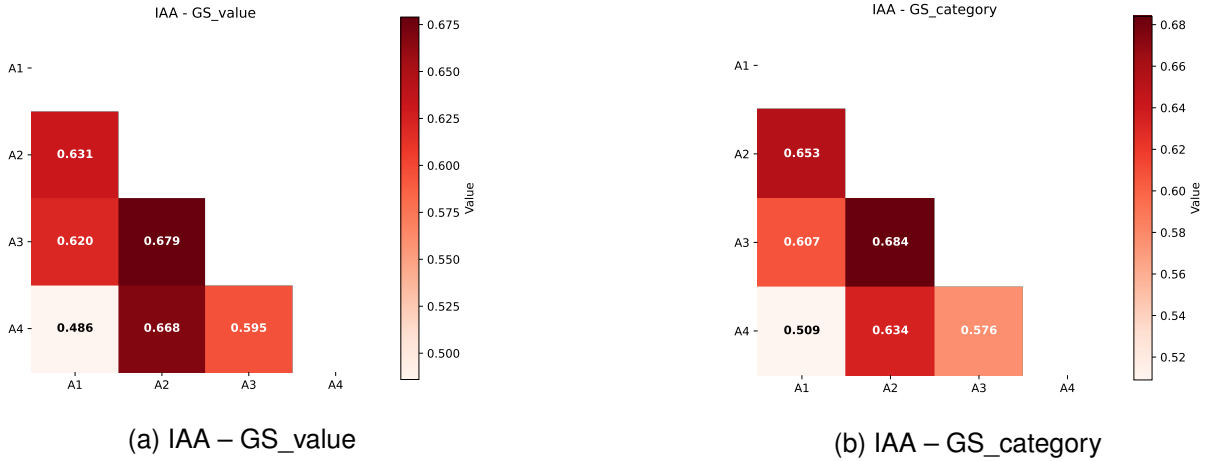 IAA - GS_value
A1
A2
A3
A4
0.631
0.620 0.679
0.486 0.668 0.595
A1 A2 A3 A4
0.675
0.650
0.625
0.600
0.575
0.550
0.525
0.500
Value
(a) IAA – GS_value
IAA - GS_category
A1
A2
A3
A4
0.653
0.607 0.684
0.509 0.634 0.576
A1 A2 A3 A4
0.68
0.66
0.64
0.62
0.60
0.58
0.56
0.54
0.52
Value
(b) IAA – GS_category